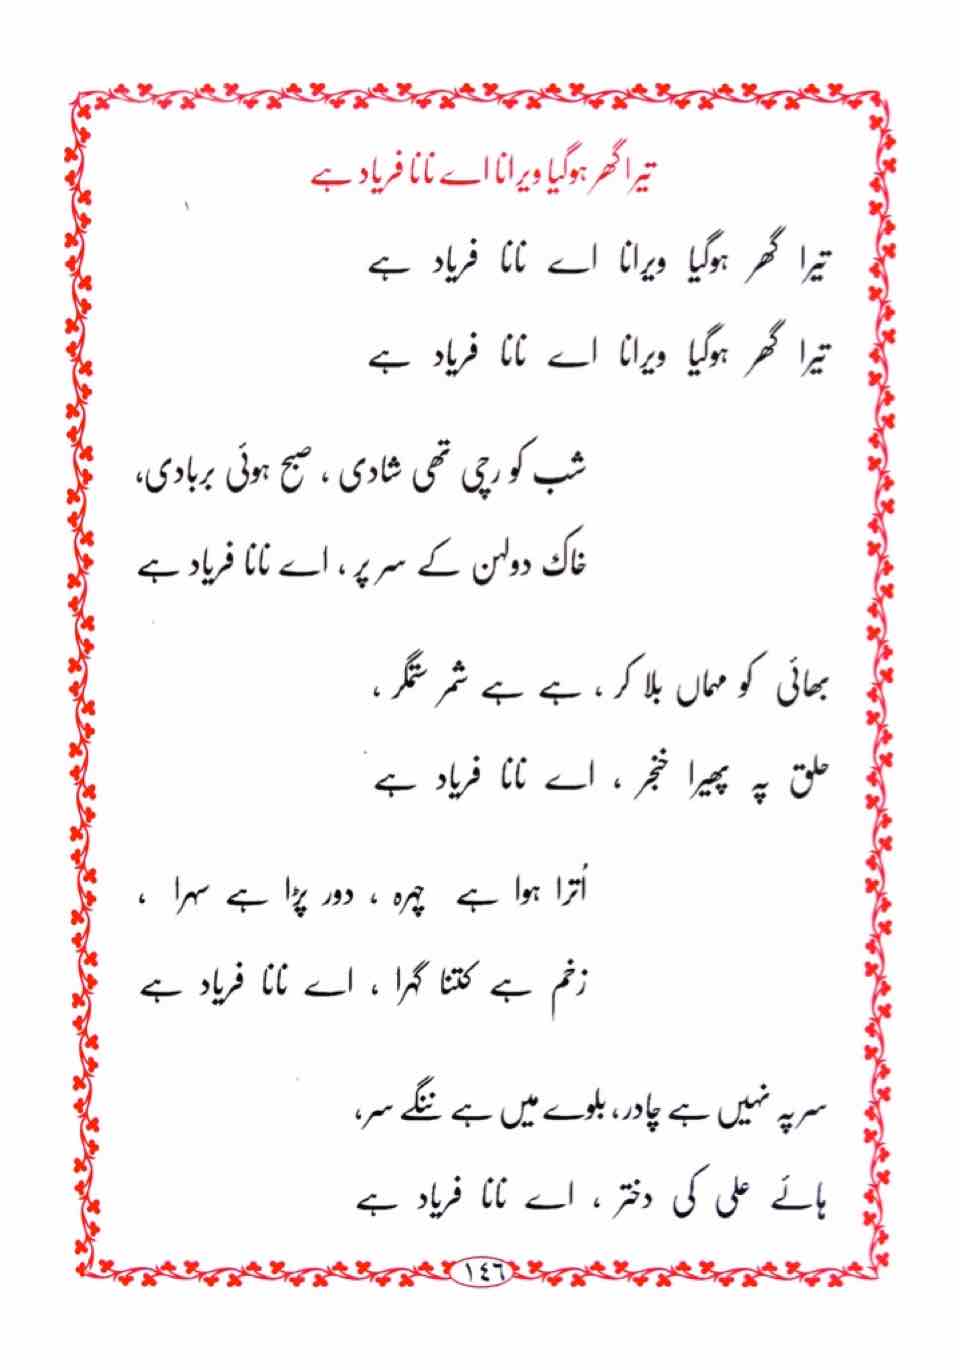 تیرا گھر ہوگیا ویرانا اے نانا فریاد ہے
تیرا گھر ہوگیا ویرانا اے نانا فریاد ہے
تیرا گھر ہوگیا ویرانا اے نانا فریاد ہے
شب کو رچی تھی شادی ، صبح ہوئی بربادی،
خاک دولہن کے سر پر ، اے نانا فریاد ہے
بھائی کو مہماں بلا کر ، ہے ہے شمر ستمگر ،
حلق پہ پھیرا خنجر ، اے نانا فریاد ہے
اُترا ہوا ہے چہرہ ، دور پڑا ہے سہرا ،
زخم ہے کتنا گہرا ، اے نانا فریاد ہے
سر پہ نہیں ہے چادر، بلوے میں ہے ننگے سر،
ہائے علی کی دختر ، اے نانا فریاد ہے
١٤٦